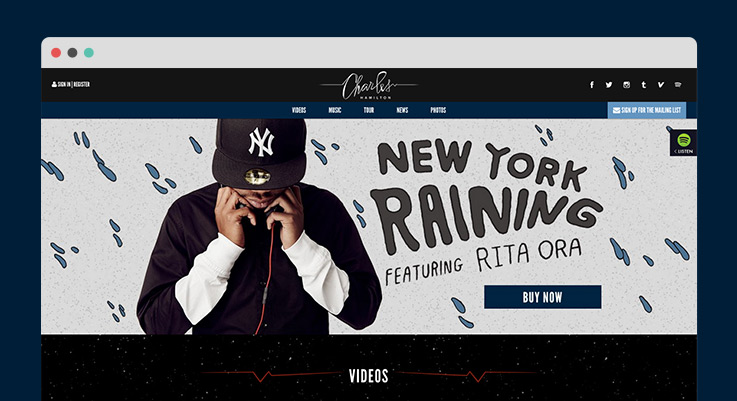 SIGN IN | REGISTER
Charles
HAMILTON
VIDEOS MUSIC TOUR NEWS PHOTOS
SIGN UP FOR THE MAILING LIST
NY
LISTEN
NEW YORK
RAINING
FEATURING RITA ORA
BUY NOW
VIDEOS